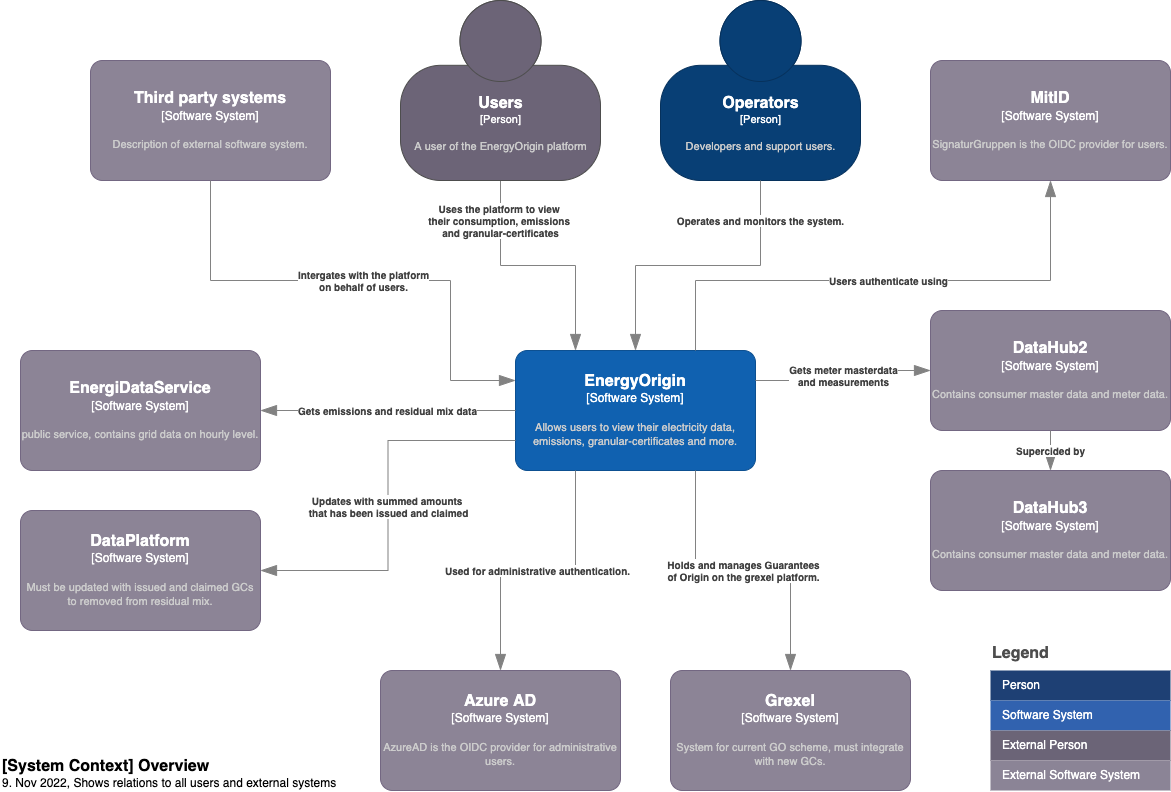 Third party systems
[Software System]
Description of external software system.
Users
[Person]
A user of the EnergyOrigin platform
Operators
[Person]
Developers and support users.
MitID
[Software System]
SignaturGruppen is the OIDC provider for users.
Uses the platform to view
their consumption, emissions
and granular-certificates
Operates and monitors the system.
Intergates with the platform
on behalf of users.
Users authenticate using
EnergiDataService
[Software System]
public service, contains grid data on hourly level.
Gets emissions and residual mix data
EnergyOrigin
[Software System]
Allows users to view their electricity data,
emissions, granular-certificates and more.
Gets meter masterdata
and measurements
DataHub2
[Software System]
Contains consumer master data and meter data.
Supercided by
DataHub3
[Software System]
Contains consumer master data and meter data.
Updates with summed amounts
that has been issued and claimed
DataPlatform
[Software System]
Must be updated with issued and claimed GCs
to removed from residual mix.
Used for administrative authentication.
Holds and manages Guarantees
of Origin on the grexel platform.
Azure AD
[Software System]
AzureAD is the OIDC provider for administrative
users.
Grexel
[Software System]
System for current GO scheme, must integrate
with new GCs.
Legend
Person
Software System
External Person
External Software System
[System Context] Overview
9. Nov 2022, Shows relations to all users and external systems